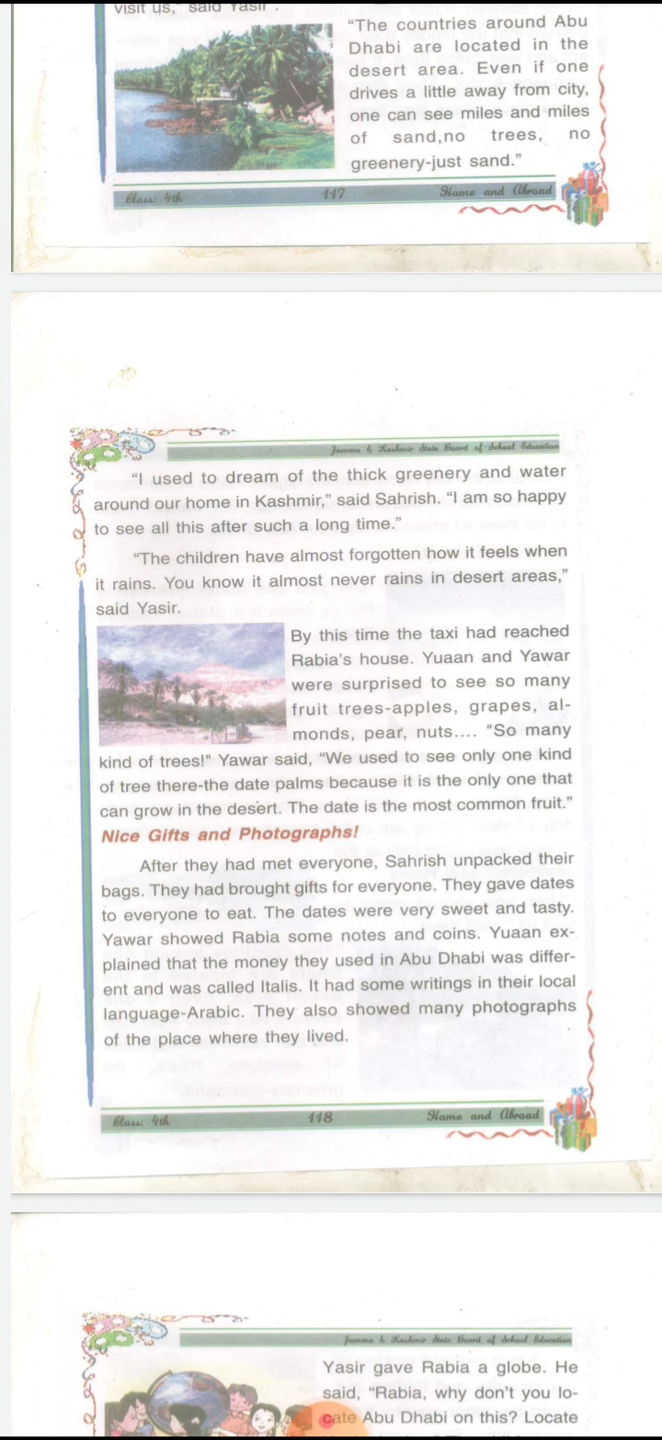 visit us," said Yasir.
"The countries around Abu
Dhabi are located in the
desert area. Even if one
drives a little away from city,
one can see miles and miles
of sand,no trees, no
greenery-just sand."
Class: 4th 117 Home and Abroad
Jammu & Kashmir State Board of School Education
"I used to dream of the thick greenery and water
around our home in Kashmir," said Sahrish. "I am so happy
to see all this after such a long time."
"The children have almost forgotten how it feels when
it rains. You know it almost never rains in desert areas,"
said Yasir.
By this time the taxi had reached
Rabia's house. Yuaan and Yawar
were surprised to see so many
fruit trees-apples, grapes, al-
monds, pear, nuts.... "So many
kind of trees!" Yawar said, "We used to see only one kind
of tree there-the date palms because it is the only one that
can grow in the desert. The date is the most common fruit."
Nice Gifts and Photographs!
After they had met everyone, Sahrish unpacked their
bags. They had brought gifts for everyone. They gave dates
to everyone to eat. The dates were very sweet and tasty.
Yawar showed Rabia some notes and coins. Yuaan ex-
plained that the money they used in Abu Dhabi was differ-
ent and was called Italis. It had some writings in their local
language-Arabic. They also showed many photographs
of the place where they lived.
Class: 4th 118 Home and Abroad
Jammu & Kashmir State Board of School Education
Yasir gave Rabia a globe. He
said, "Rabia, why don't you lo-
cate Abu Dhabi on this? Locate